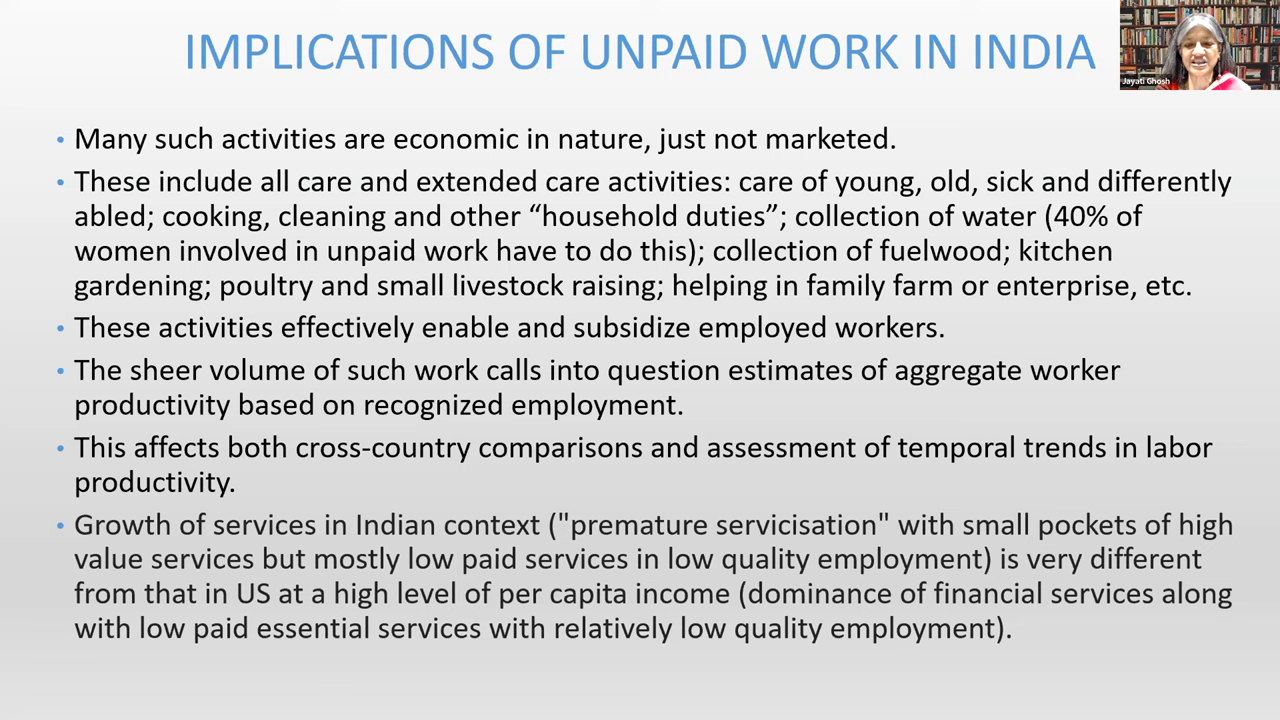 IMPLICATIONS OF UNPAID WORK IN INDIA
Jayati Ghosh
• Many such activities are economic in nature, just not marketed.
• These include all care and extended care activities: care of young, old, sick and differently
abled; cooking, cleaning and other “household duties”; collection of water (40% of
women involved in unpaid work have to do this); collection of fuelwood; kitchen
gardening; poultry and small livestock raising; helping in family farm or enterprise, etc.
• These activities effectively enable and subsidize employed workers.
• The sheer volume of such work calls into question estimates of aggregate worker
productivity based on recognized employment.
• This affects both cross-country comparisons and assessment of temporal trends in labor
productivity.
• Growth of services in Indian context ("premature servicisation" with small pockets of high
value services but mostly low paid services in low quality employment) is very different
from that in US at a high level of per capita income (dominance of financial services along
with low paid essential services with relatively low quality employment).